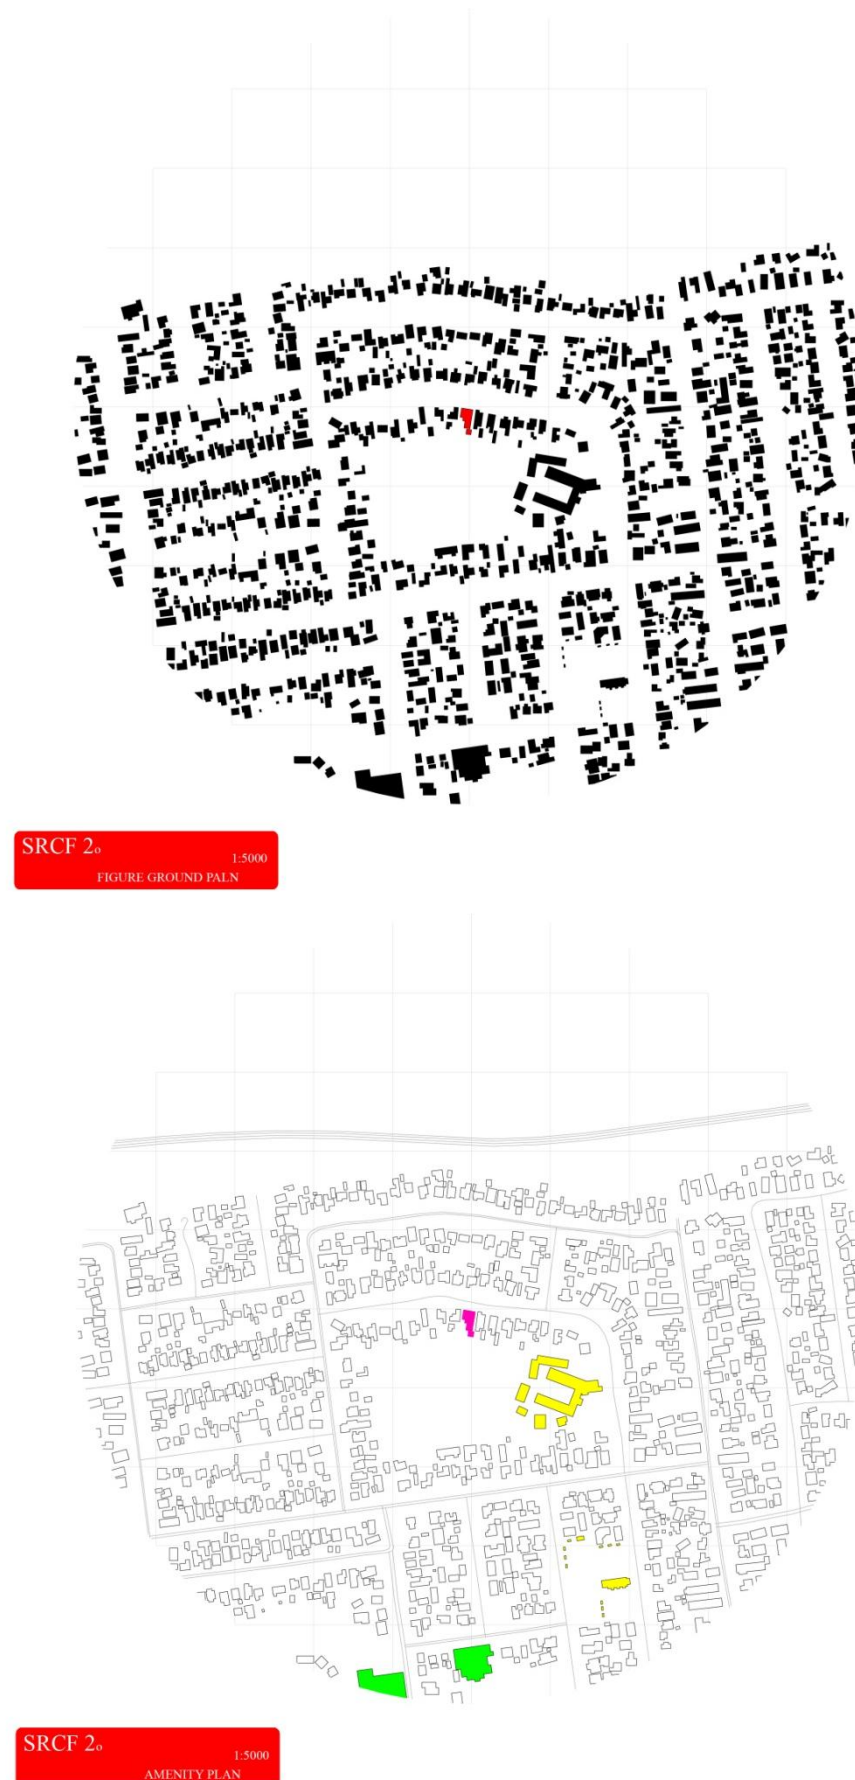 SRCF 2o
1:5000
FIGURE GROUND PALN
SRCF 2o
1:5000
AMENITY PLAN